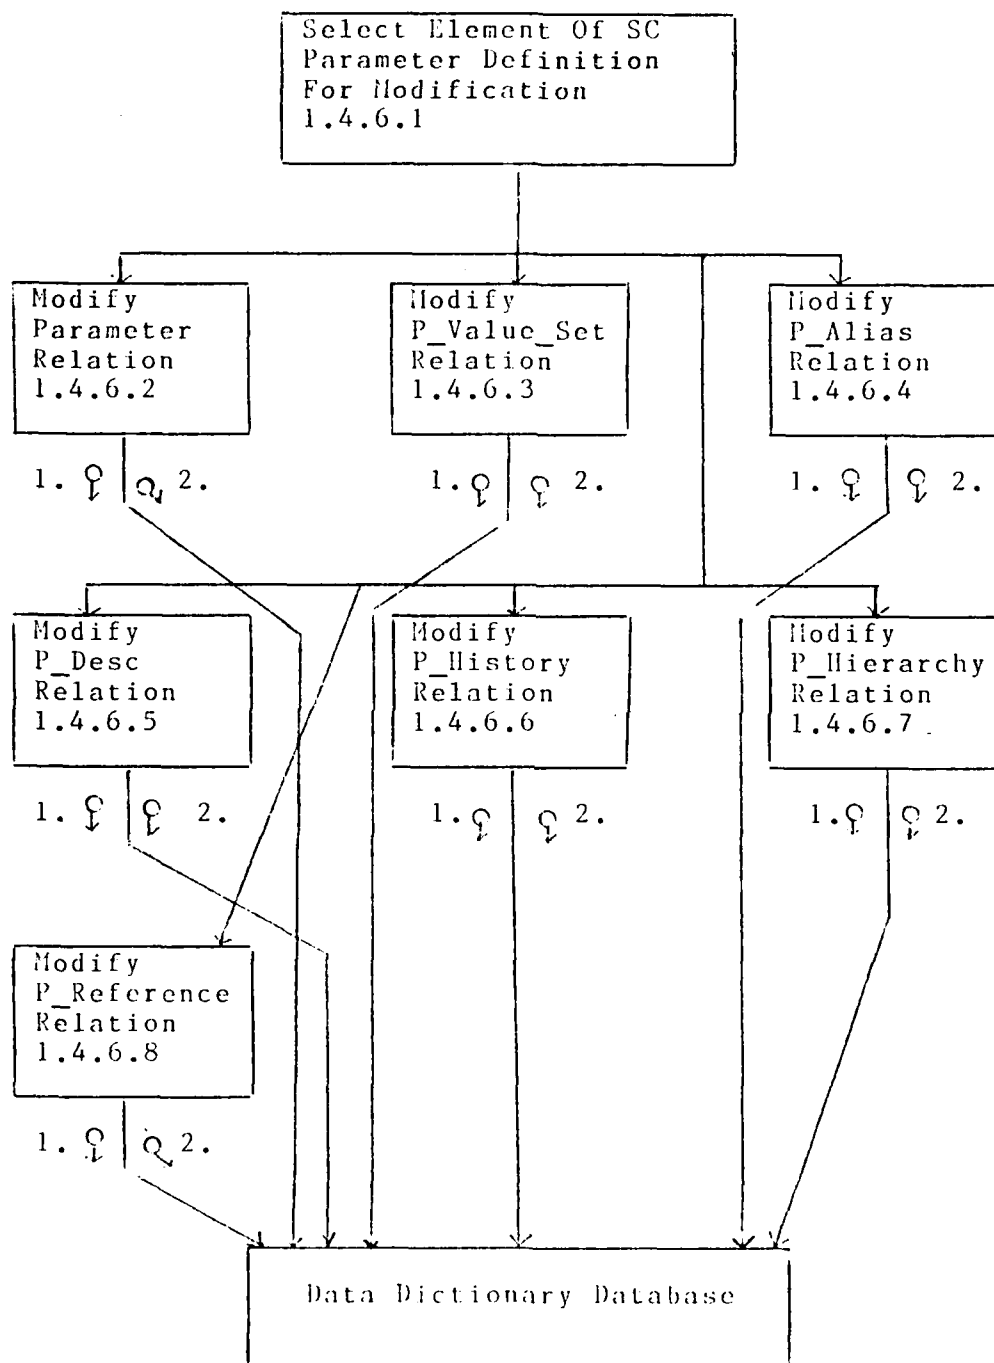 Select Element Of SC
Parameter Definition
For Modification
1.4.6.1
Modify
Parameter
Relation
1.4.6.2
Modify
P_Value_Set
Relation
1.4.6.3
Modify
P_Alias
Relation
1.4.6.4
1. 2.
1. 2.
1. 2.
Modify
P_Desc
Relation
1.4.6.5
Modify
P_History
Relation
1.4.6.6
Modify
P_Hierarchy
Relation
1.4.6.7
1. 2.
1. 2.
1. 2.
Modify
P_Reference
Relation
1.4.6.8
1. 2.
Data Dictionary Database